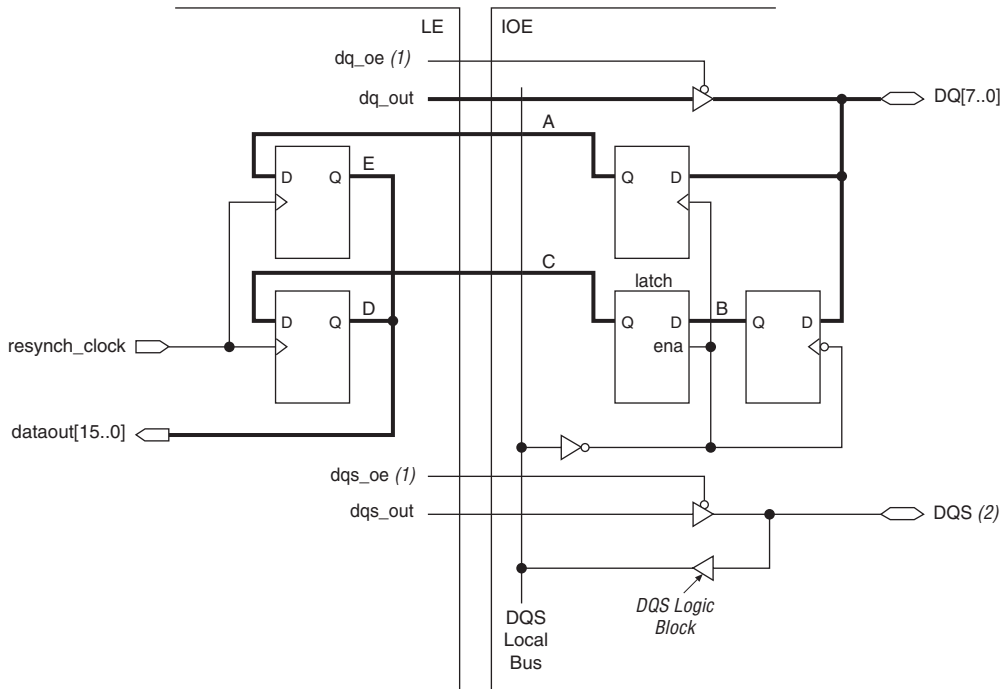 LE
IOE
dq_oe (1)
dq_out
DQ[7..0]
A
D
Q
E
Q
D
C
latch
D
Q
D
Q
D
B
Q
D
ena
resynch_clock
dataout[15..0]
dqs_oe (1)
dqs_out
DQS (2)
DQS Logic
Block
DQS
Local
Bus